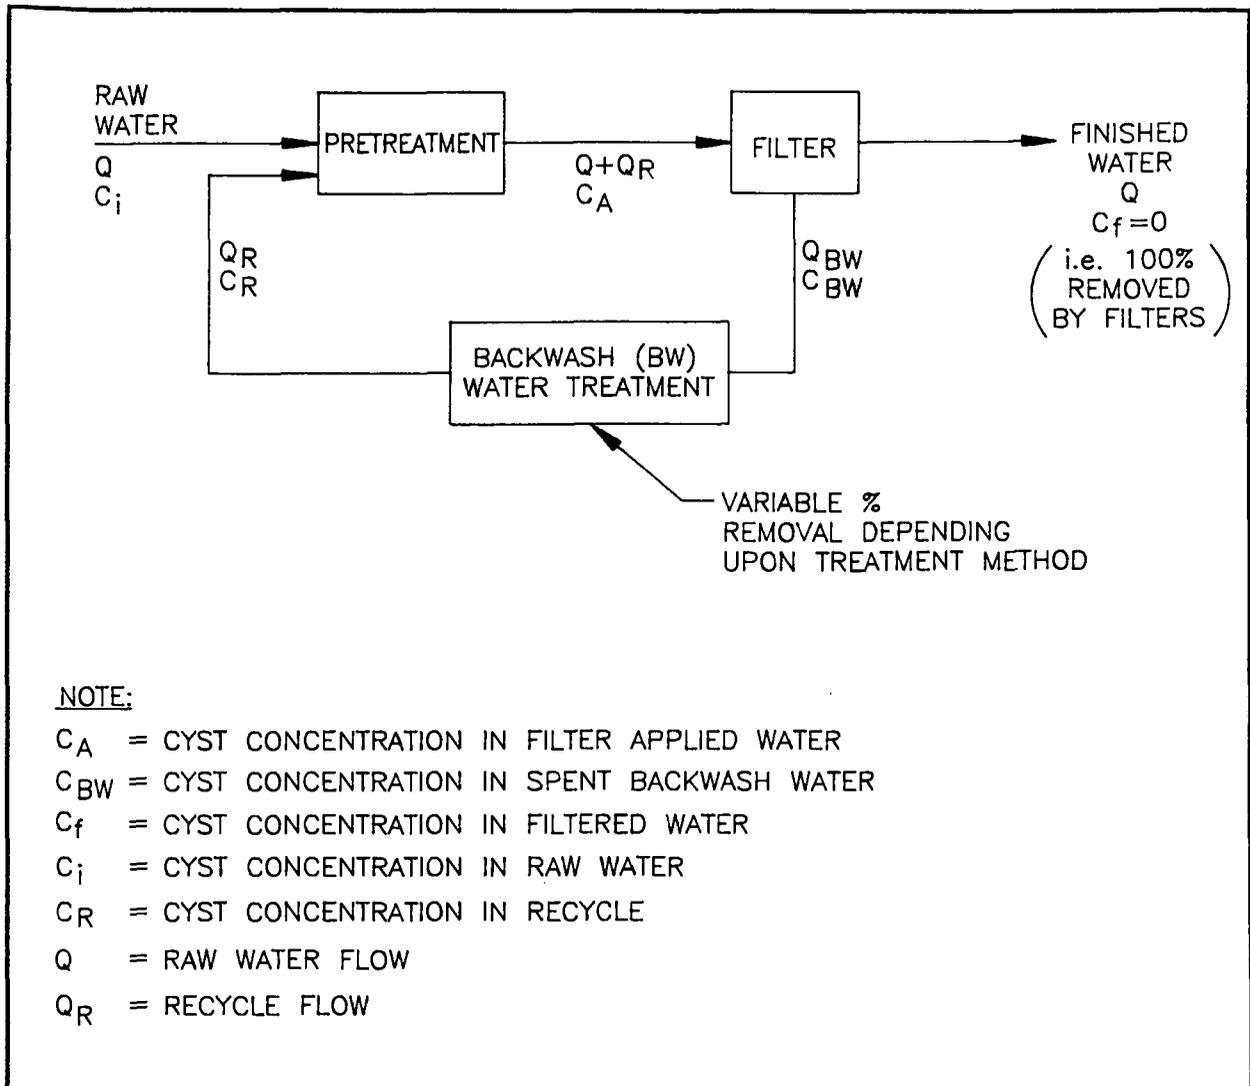 RAW
WATER
Q
Ci
PRETREATMENT
Q+QR
CA
FILTER
FINISHED
WATER
Q
Cf=0
(i.e. 100%
REMOVED
BY FILTERS)
QR
CR
QBW
CBW
BACKWASH (BW)
WATER TREATMENT
VARIABLE %
REMOVAL DEPENDING
UPON TREATMENT METHOD
NOTE:
CA = CYST CONCENTRATION IN FILTER APPLIED WATER
CBW = CYST CONCENTRATION IN SPENT BACKWASH WATER
Cf = CYST CONCENTRATION IN FILTERED WATER
Ci = CYST CONCENTRATION IN RAW WATER
CR = CYST CONCENTRATION IN RECYCLE
Q = RAW WATER FLOW
QR = RECYCLE FLOW